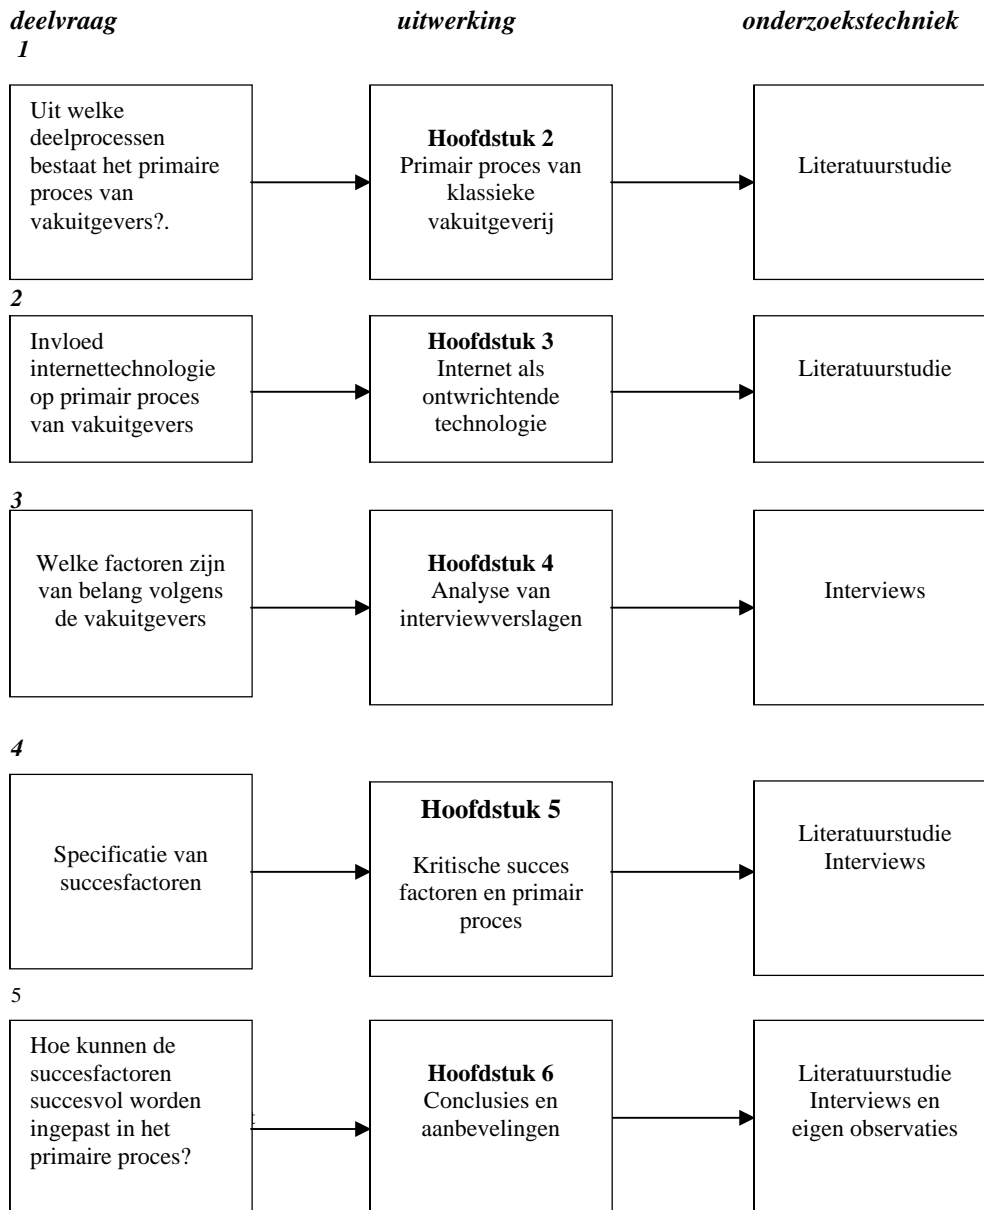 deelvraag uitwerking onderzoekstechniek
1
Uit welke
deelprocessen
bestaat het primaire
proces van
vakuitgevers?.
Hoofdstuk 2
Primair proces van
klassieke
vakuitgeverij
Literatuurstudie
2
Invloed
internettechnologie
op primair proces
van vakuitgevers
Hoofdstuk 3
Internet als
ontwrichtende
technologie
Literatuurstudie
3
Welke factoren zijn
van belang volgens
de vakuitgevers
Hoofdstuk 4
Analyse van
interviewverslagen
Interviews
4
Specificatie van
succesfactoren
Hoofdstuk 5
Kritische succes
factoren en primair
proces
Literatuurstudie
Interviews
5
Hoe kunnen de
succesfactoren
succesvol worden
ingepast in het
primaire proces?
Hoofdstuk 6
Conclusies en
aanbevelingen
Literatuurstudie
Interviews en
eigen observaties